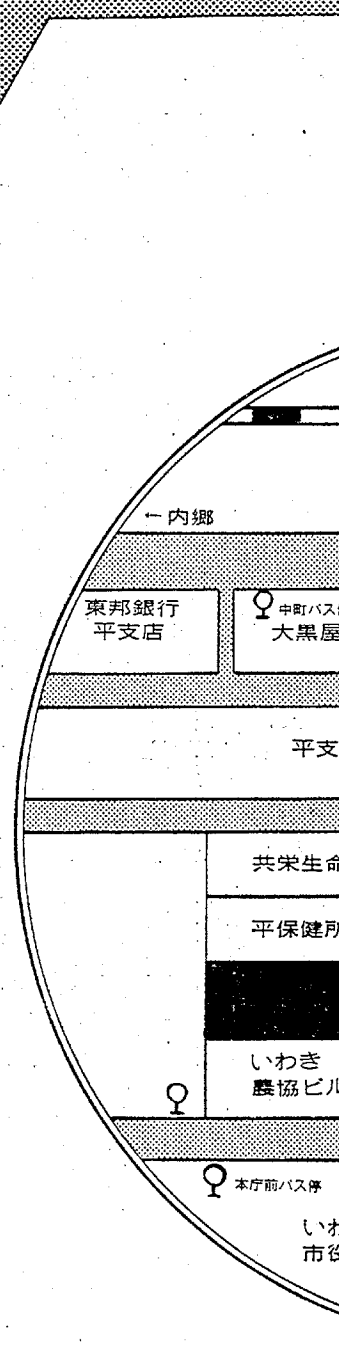 ←内郷
東邦銀行
平支店
中町バス
大黒屋
平支
共栄生命
平保健所
いわき
農協ビル
本庁前バス停
いわ
市役